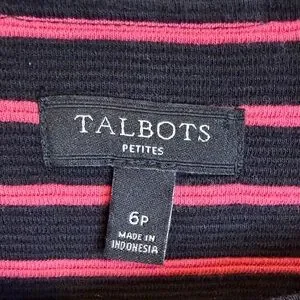 TALBOTS
PETITES
6P
MADE IN
INDONESIA